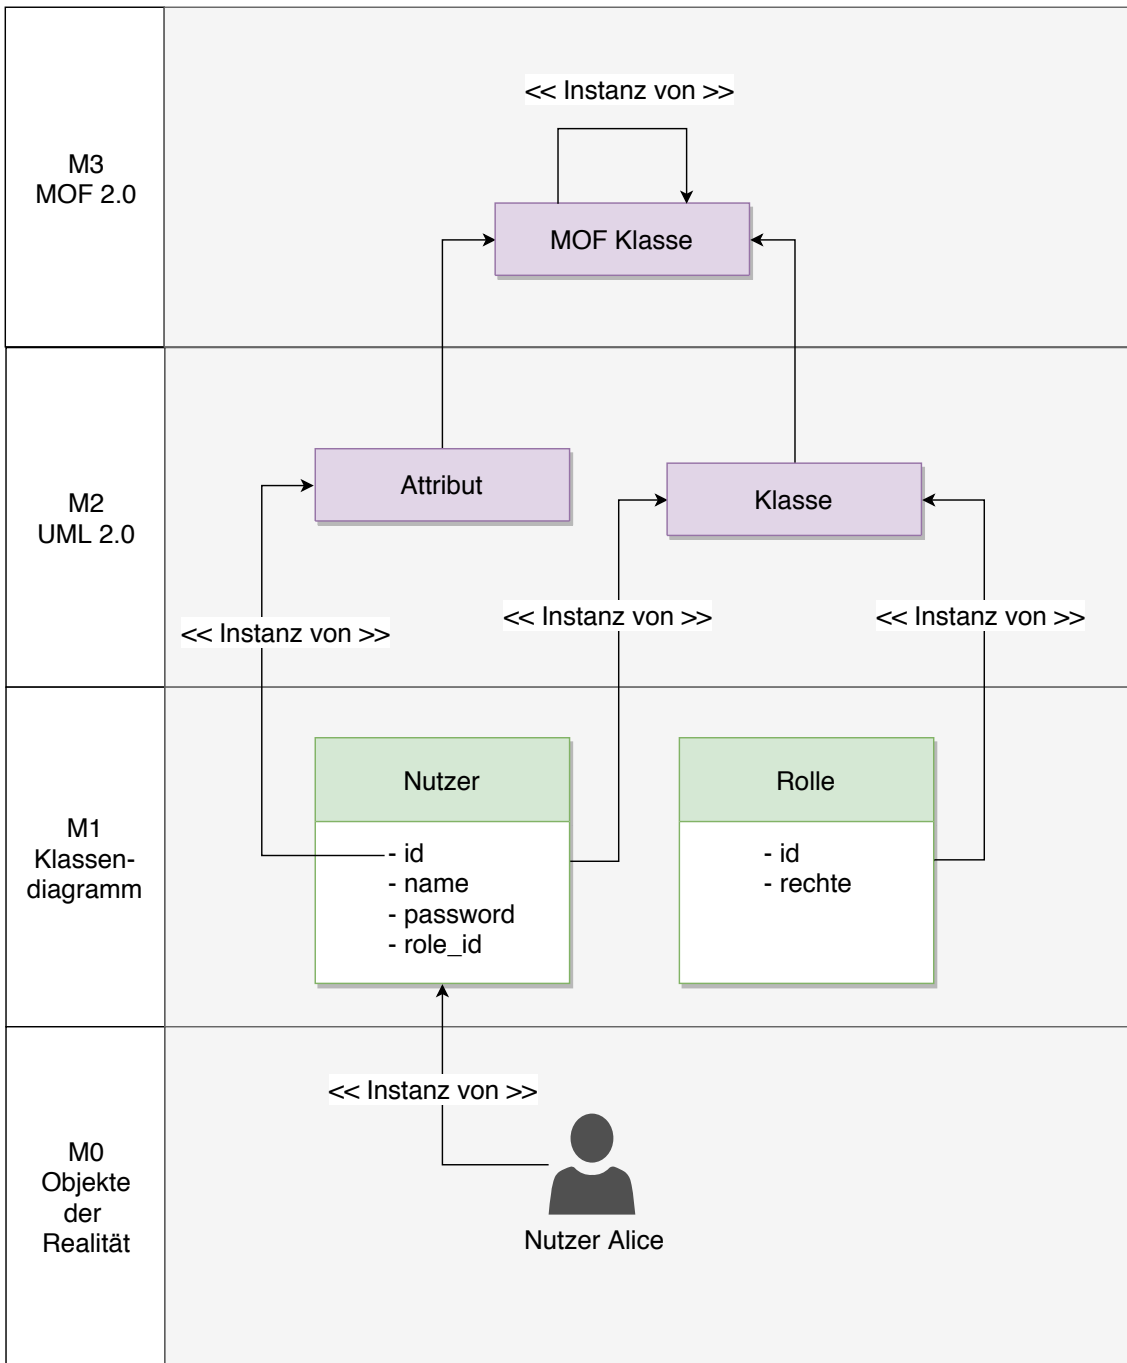 << Instanz von >>
M3
MOF 2.0
MOF Klasse
M2
UML 2.0
Attribut
Klasse
<< Instanz von >>
<< Instanz von >>
<< Instanz von >>
M1
Klassen-
diagramm
Nutzer
- id
- name
- password
- role_id
Rolle
- id
- rechte
<< Instanz von >>
M0
Objekte
der
Realität
Nutzer Alice